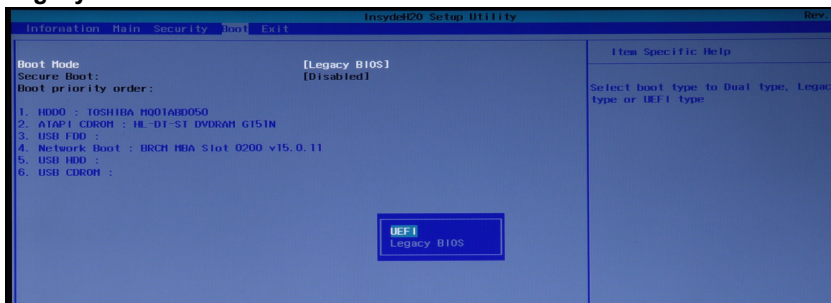 InsydeH20 Setup Utility Rev.
Information Main Security Boot Exit
Item Specific Help
Boot Mode [Legacy BIOS]
Secure Boot: [Disabled]
Boot priority order:
Select boot type to Dual type, Legac
type or UEFI type
1. HDD0 : TOSHIBA MQ01ABD050
2. ATAPI CDROM : HL-DT-ST DVDRAM GT51N
3. USB FDD :
4. Network Boot : BRCM MBA Slot 0200 v15.0.11
5. USB HDD :
6. USB CDROM :
UEFI
Legacy BIOS